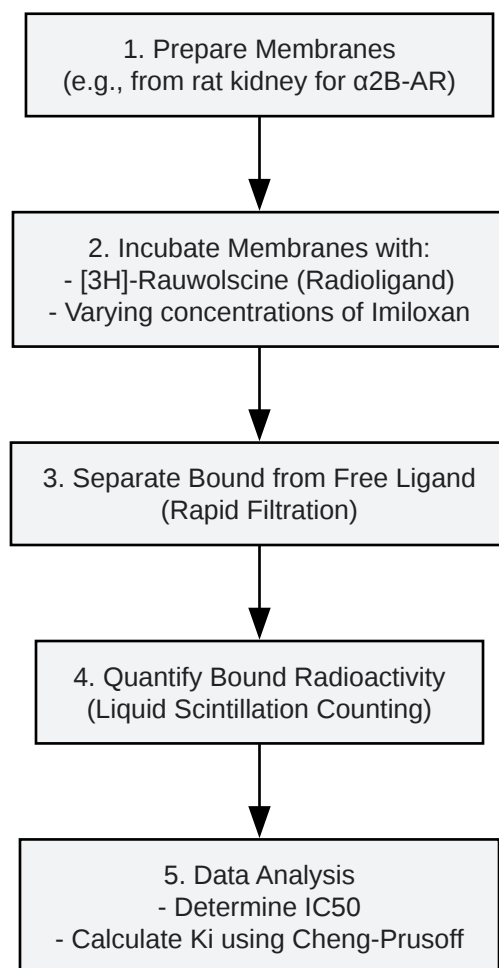 1. Prepare Membranes
(e.g., from rat kidney for α2B-AR)
2. Incubate Membranes with:
- [3H]-Rauwolscine (Radioligand)
- Varying concentrations of Imiloxan
3. Separate Bound from Free Ligand
(Rapid Filtration)
4. Quantify Bound Radioactivity
(Liquid Scintillation Counting)
5. Data Analysis
- Determine IC50
- Calculate Ki using Cheng-Prusoff